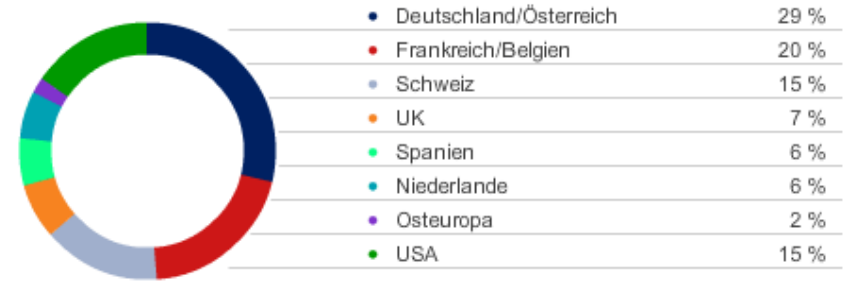 Deutschland/Österreich 29 %
Frankreich/Belgien 20 %
Schweiz 15 %
UK 7 %
Spanien 6 %
Niederlande 6 %
Osteuropa 2 %
USA 15 %